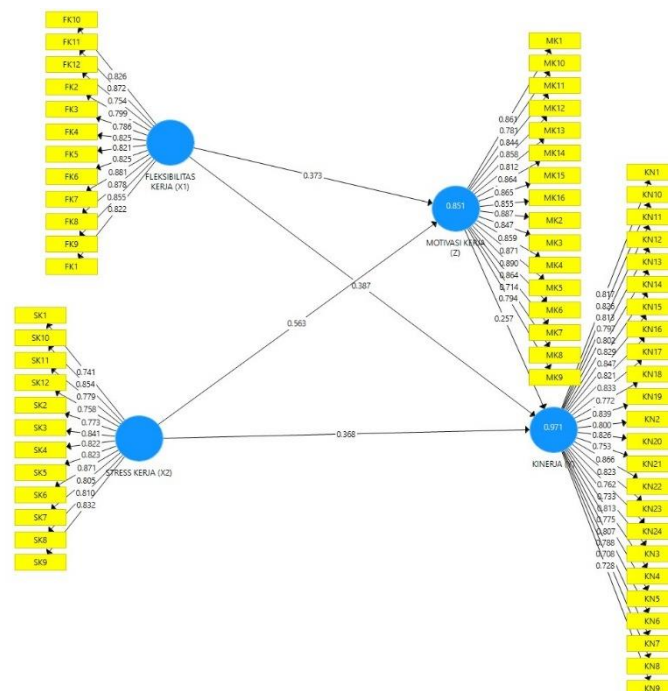 FK10
FK11
FK12
FK2
FK3
FK4
FK5
FK6
FK7
FK8
FK9
FK1
0.826
0.872
0.754
0.799
0.786
0.825
0.821
0.825
0.881
0.878
0.855
0.822
FLEKSIBILITAS
KERJA (X1)
0.373
0.387
0.563
0.368
SK1
SK10
SK11
SK12
SK2
SK3
SK4
SK5
SK6
SK7
SK8
SK9
0.741
0.854
0.779
0.758
0.773
0.841
0.822
0.823
0.871
0.805
0.810
0.832
STRESS KERJA (X2)
MK1
MK10
MK11
MK12
MK13
MK14
MK15
MK16
MK2
MK3
MK4
MK5
MK6
MK7
MK8
MK9
0.861
0.781
0.844
0.858
0.812
0.864
0.865
0.855
0.887
0.847
0.859
0.871
0.890
0.864
0.714
0.794
0.257
0.851
MOTIVASI KERJA
(Z)
KN1
KN10
KN11
KN12
KN13
KN14
KN15
KN16
KN17
KN18
KN19
KN2
KN20
KN21
KN22
KN23
KN24
KN3
KN4
KN5
KN6
KN7
KN8
KN9
0.817
0.826
0.813
0.797
0.802
0.829
0.847
0.821
0.833
0.772
0.839
0.800
0.826
0.753
0.866
0.823
0.762
0.733
0.813
0.775
0.807
0.788
0.708
0.728
0.971
KINERJA